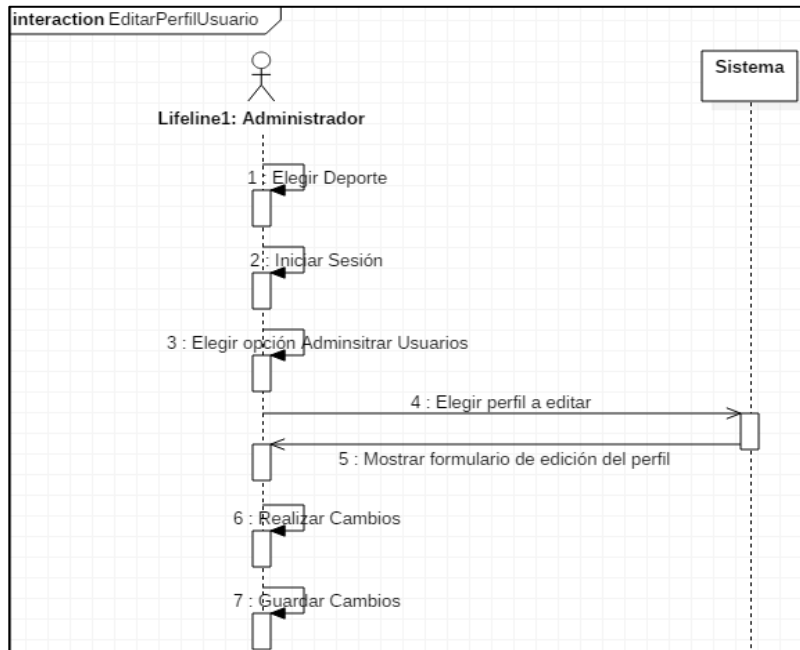 interaction EditarPerfilUsuario
Sistema
Lifeline1: Administrador
1 : Elegir Deporte
2 : Iniciar Sesión
3 : Elegir opción Adminsitrar Usuarios
4 : Elegir perfil a editar
5 : Mostrar formulario de edición del perfil
6 : Realizar Cambios
7 : Guardar Cambios